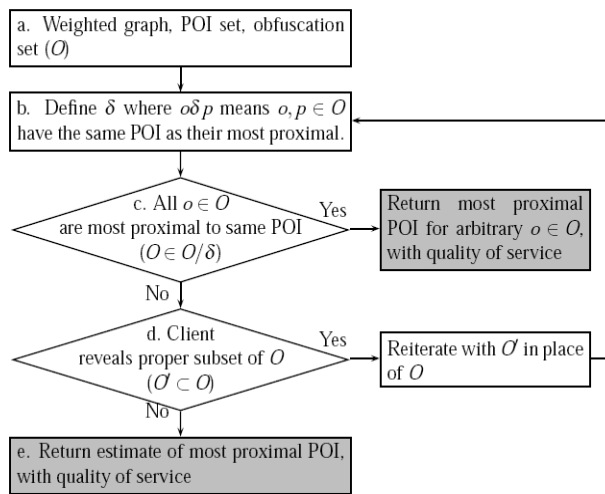 a. Weighted graph, POI set, obfuscation
set (O)
b. Define δ where oδp means o, p ∈ O
have the same POI as their most proximal.
c. All o ∈ O
are most proximal to same POI
(O ∈ O/δ)
Yes
Return most proximal
POI for arbitrary o ∈ O,
with quality of service
No
d. Client
reveals proper subset of O
(O′ ⊂ O)
Yes
Reiterate with O′ in place
of O
No
e. Return estimate of most proximal POI,
with quality of service